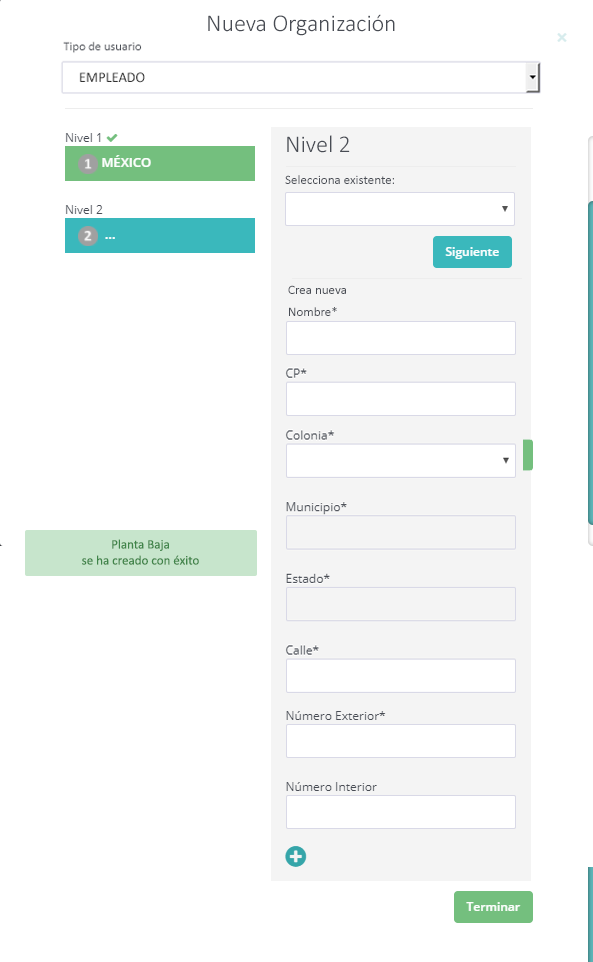 Nueva Organización
×
Tipo de usuario
EMPLEADO
Nivel 1
1 MÉXICO
Nivel 2
2 ...
Planta Baja
se ha creado con éxito
Nivel 2
Selecciona existente:
Siguiente
Crea nueva
Nombre*
CP*
Colonia*
Municipio*
Estado*
Calle*
Número Exterior*
Número Interior
Terminar